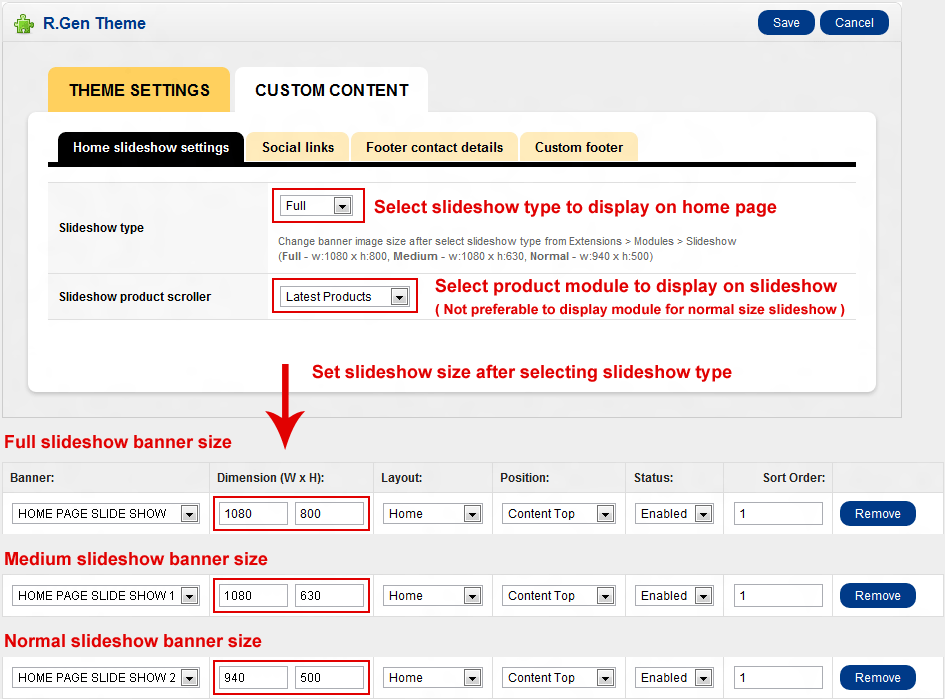 R.Gen Theme
Save
Cancel
THEME SETTINGS
CUSTOM CONTENT
Home slideshow settings
Social links
Footer contact details
Custom footer
Slideshow type
Full
Select slideshow type to display on home page
Change banner image size after select slideshow type from Extensions > Modules > Slideshow
(Full - w:1080 x h:800, Medium - w:1080 x h:630, Normal - w:940 x h:500)
Slideshow product scroller
Latest Products
Select product module to display on slideshow
( Not preferable to display module for normal size slideshow )
Set slideshow size after selecting slideshow type
Full slideshow banner size
Banner:
Dimension (W x H):
Layout:
Position:
Status:
Sort Order:
HOME PAGE SLIDE SHOW
1080
800
Home
Content Top
Enabled
1
Remove
Medium slideshow banner size
HOME PAGE SLIDE SHOW 1
1080
630
Home
Content Top
Enabled
1
Remove
Normal slideshow banner size
HOME PAGE SLIDE SHOW 2
940
500
Home
Content Top
Enabled
1
Remove